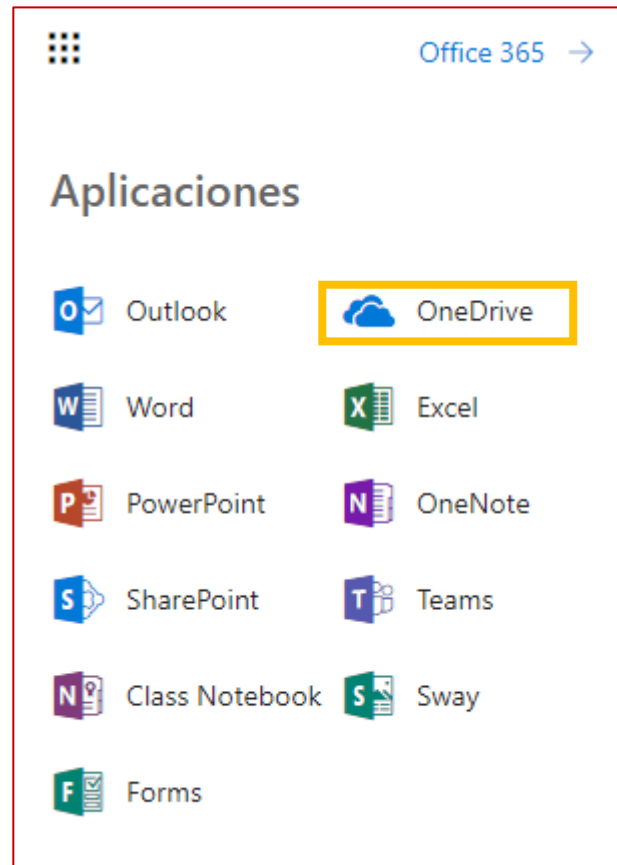 Office 365
Aplicaciones
Outlook OneDrive
Word Excel
PowerPoint OneNote
SharePoint Teams
Class Notebook Sway
Forms